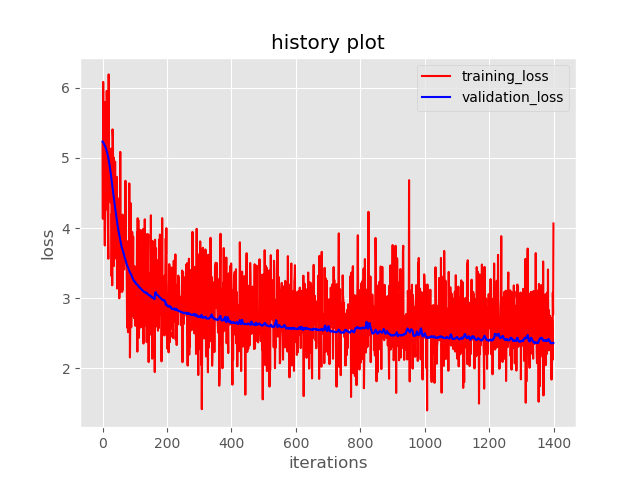 history plot
training_loss
validation_loss
loss
6
5
4
3
2
0 200 400 600 800 1000 1200 1400
iterations